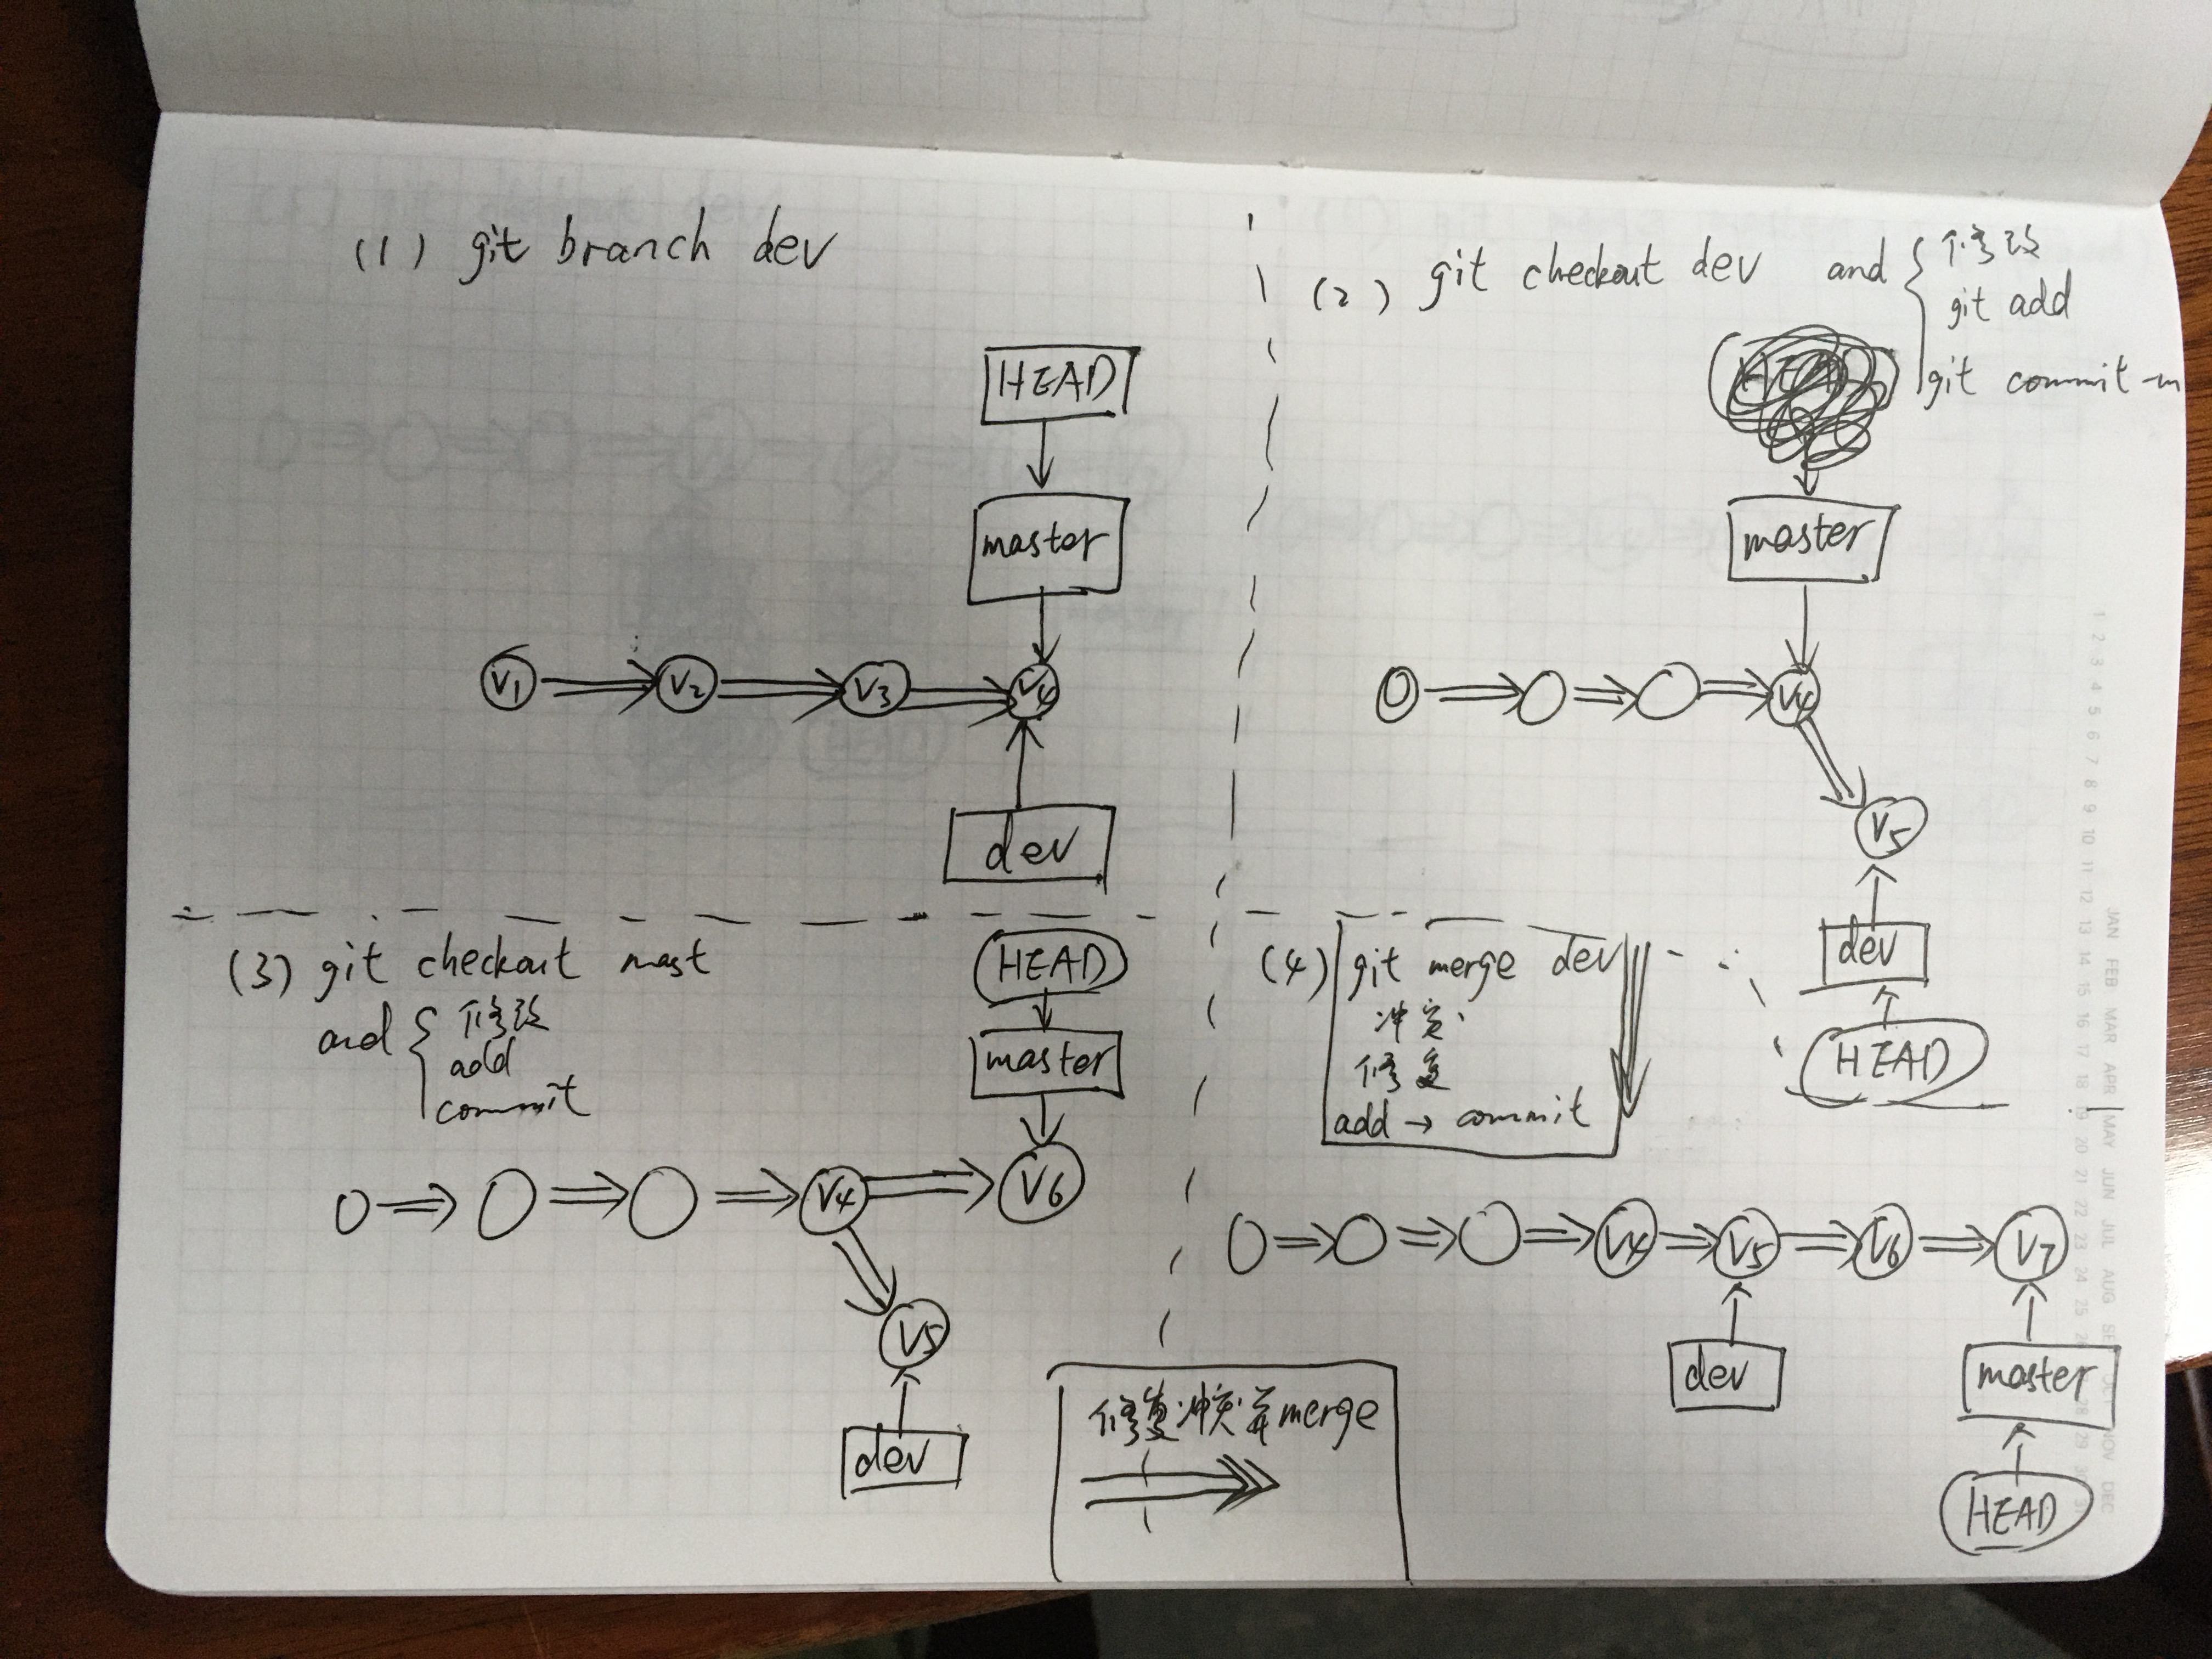 JAN FEB MAR APR MAY JUN JUL AUG SEP OCT NOV DEC
1 2 3 4 5 6 7 8 9 10 11 12 13 14 15 16 17 18 19 20 21 22 23 24 25 26 27 28 29 30 31
(1) git branch dev
HEAD
master
V1 V2 V3 V4
dev
(2) git checkout dev and { 修改
git add
git commit -m
master
V4
V5
dev
HEAD
(3) git checkout mast
and { 修改
add
commit
HEAD
master
V4 V6
V5
dev
(4) git merge dev
冲突
修复
add → commit
V4 V5 V6 V7
dev
master
HEAD
修复冲突并merge